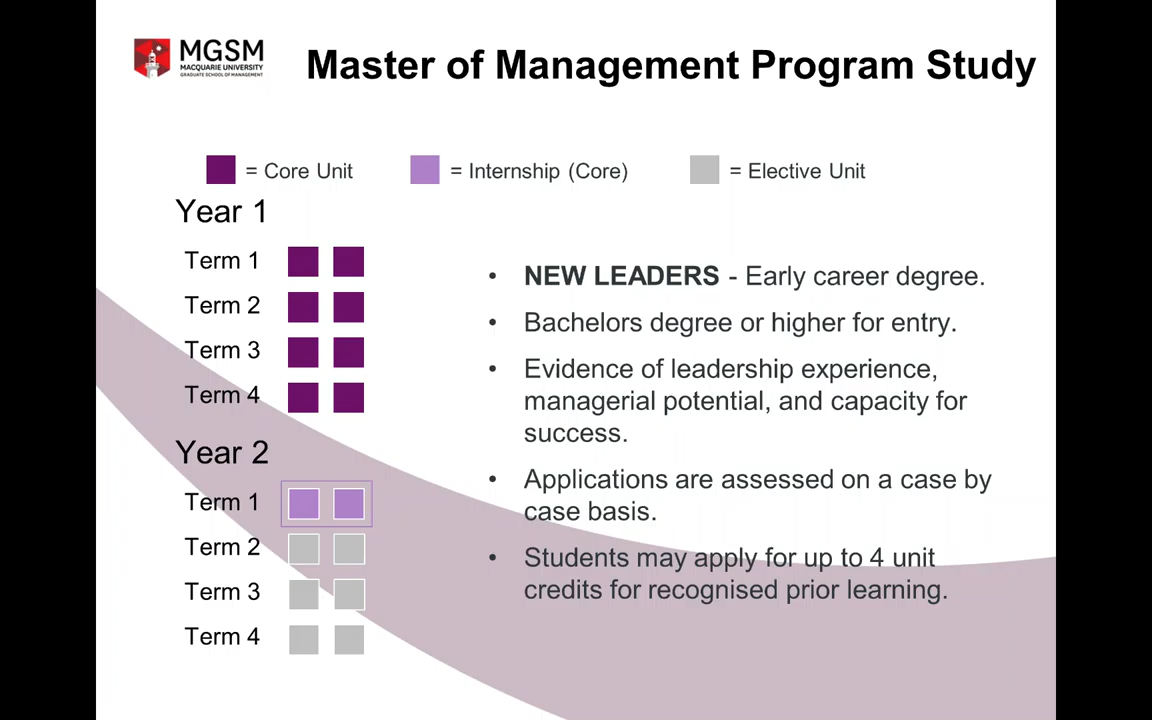 MGSM
MACQUARIE UNIVERSITY
GRADUATE SCHOOL OF MANAGEMENT
Master of Management Program Study
= Core Unit
= Internship (Core)
= Elective Unit
Year 1
Term 1
Term 2
Term 3
Term 4
Year 2
Term 1
Term 2
Term 3
Term 4
• NEW LEADERS - Early career degree.
• Bachelors degree or higher for entry.
• Evidence of leadership experience,
managerial potential, and capacity for
success.
• Applications are assessed on a case by
case basis.
• Students may apply for up to 4 unit
credits for recognised prior learning.